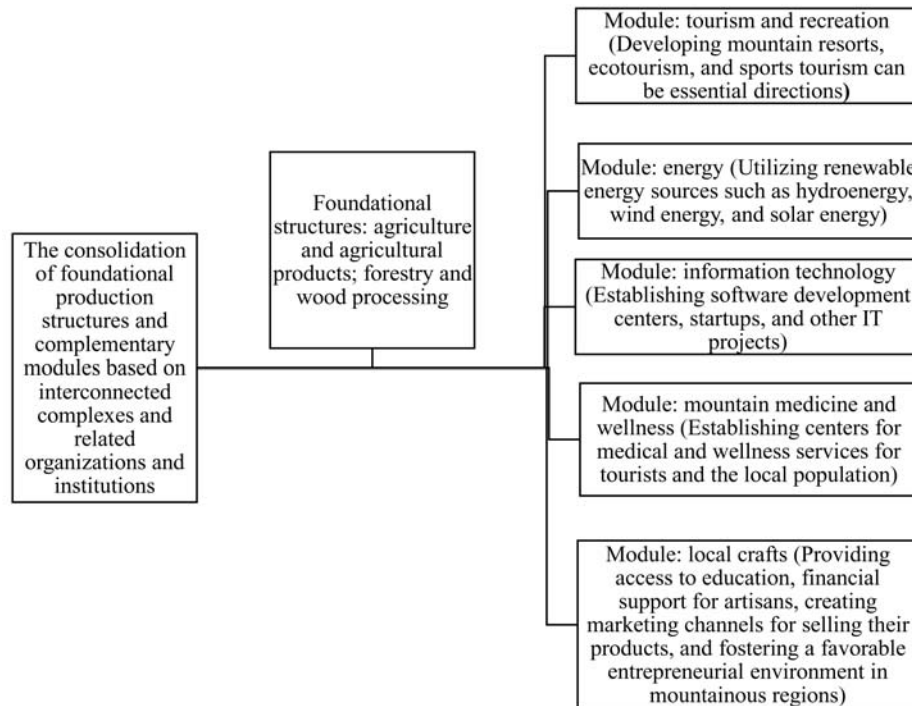 The consolidation
of foundational
production
structures and
complementary
modules based on
interconnected
complexes and
related
organizations and
institutions
Foundational
structures: agriculture
and agricultural
products; forestry and
wood processing
Module: tourism and recreation
(Developing mountain resorts,
ecotourism, and sports tourism can
be essential directions)
Module: energy (Utilizing renewable
energy sources such as hydroenergy,
wind energy, and solar energy)
Module: information technology
(Establishing software development
centers, startups, and other IT
projects)
Module: mountain medicine and
wellness (Establishing centers for
medical and wellness services for
tourists and the local population)
Module: local crafts (Providing
access to education, financial
support for artisans, creating
marketing channels for selling their
products, and fostering a favorable
entrepreneurial environment in
mountainous regions)